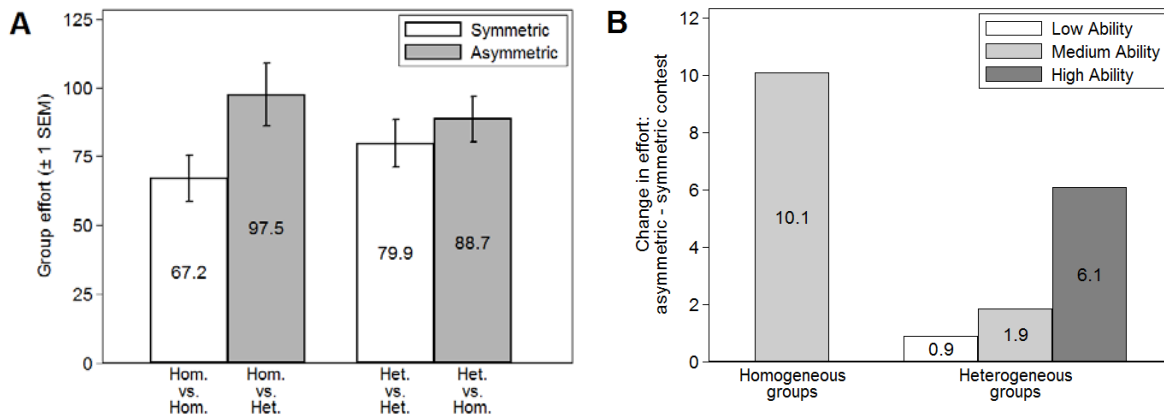 A
Group effort (± 1 SEM)
125
100
75
50
25
0
Symmetric
Asymmetric
67.2
97.5
79.9
88.7
Hom.
vs.
Hom.
Hom.
vs.
Het.
Het.
vs.
Het.
Het.
vs.
Hom.
B
Change in effort:
asymmetric - symmetric contest
12
10
8
6
4
2
0
Low Ability
Medium Ability
High Ability
10.1
0.9
1.9
6.1
Homogeneous
groups
Heterogeneous
groups